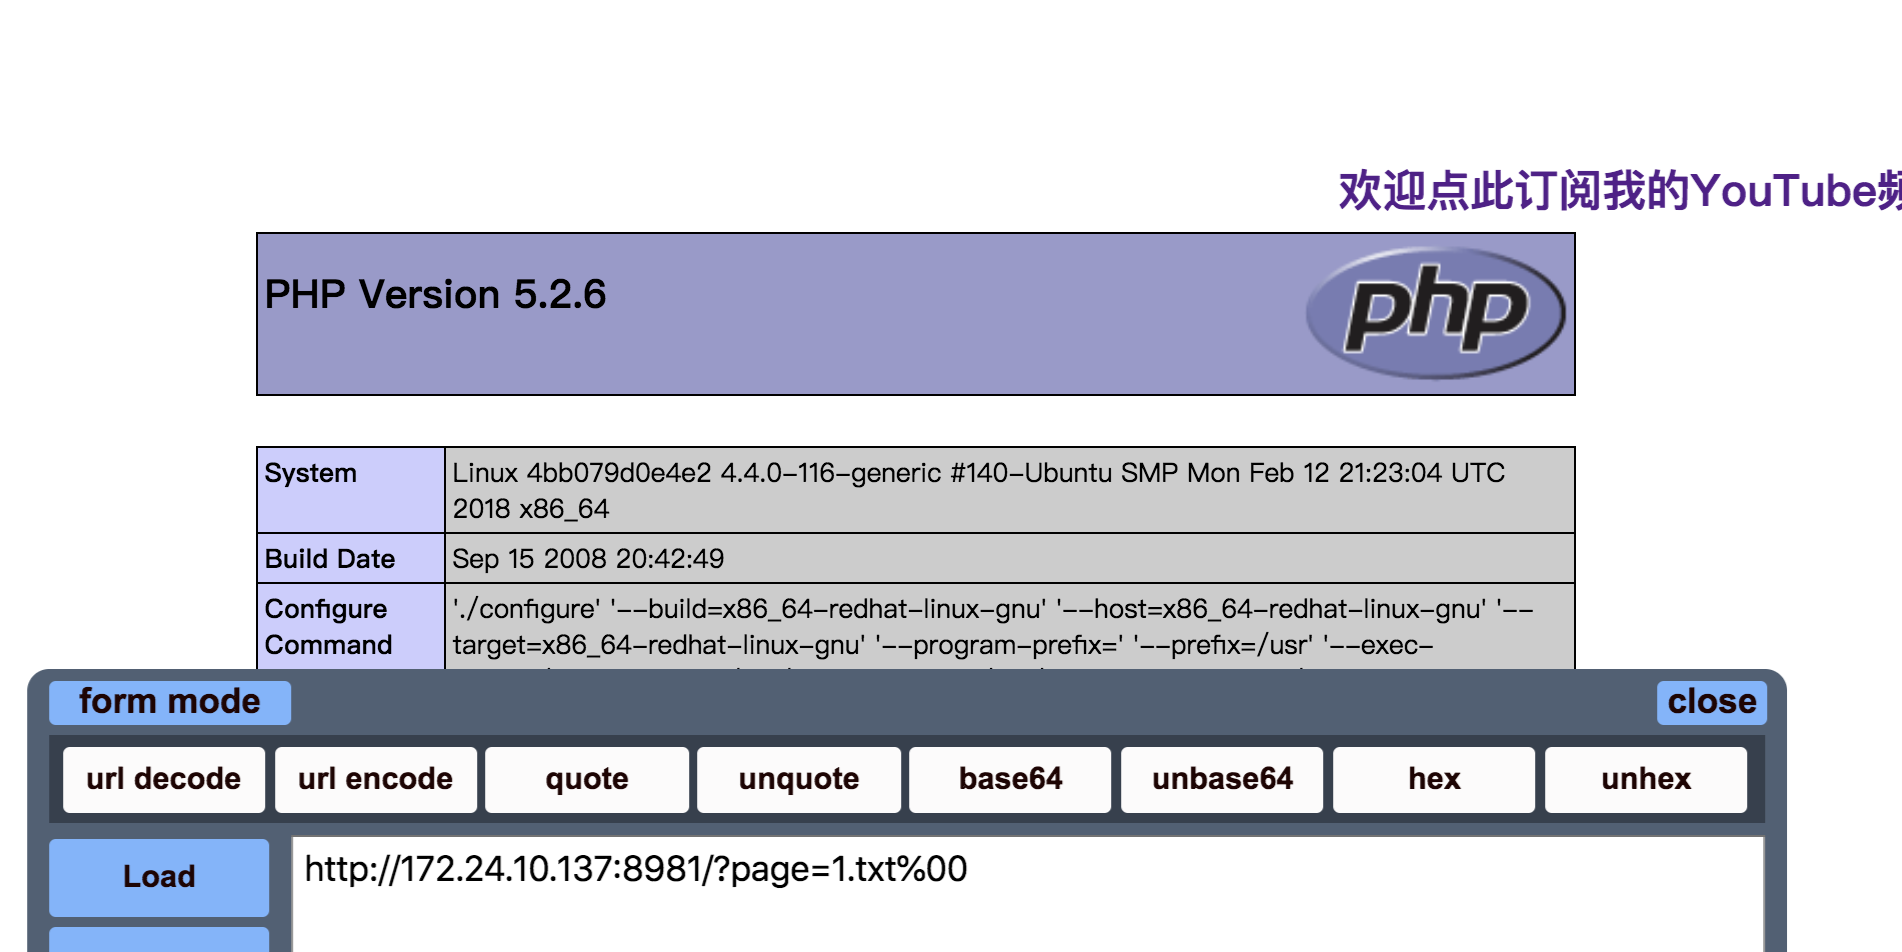 欢迎点此订阅我的YouTube
PHP Version 5.2.6
php
System
Linux 4bb079d0e4e2 4.4.0-116-generic #140-Ubuntu SMP Mon Feb 12 21:23:04 UTC
2018 x86_64
Build Date
Sep 15 2008 20:42:49
Configure
Command
'./configure' '--build=x86_64-redhat-linux-gnu' '--host=x86_64-redhat-linux-gnu' '--
target=x86_64-redhat-linux-gnu' '--program-prefix=' '--prefix=/usr' '--exec-
form mode
close
url decode
url encode
quote
unquote
base64
unbase64
hex
unhex
Load
http://172.24.10.137:8981/?page=1.txt%00